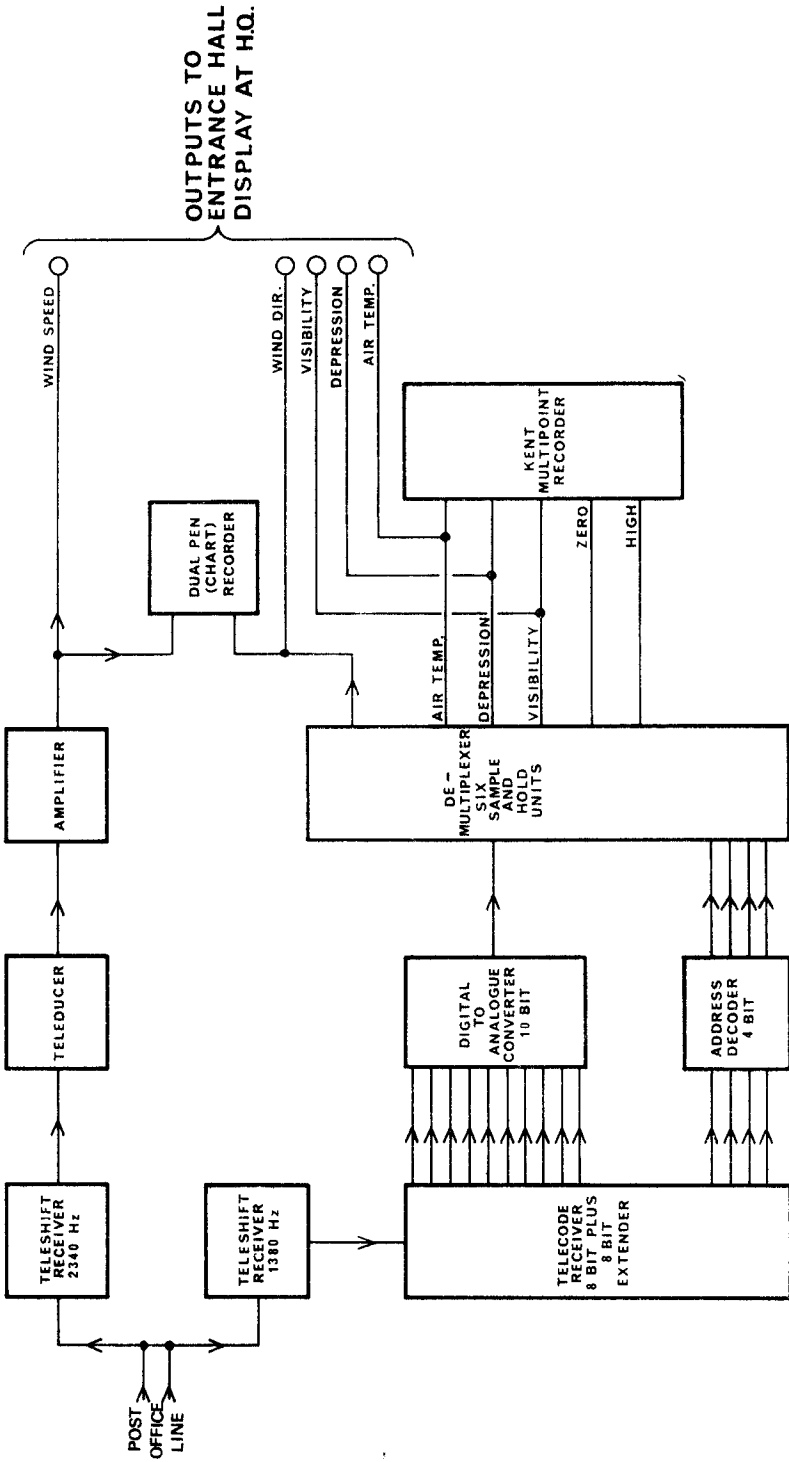 POST
OFFICE
LINE
TELESHIFT
RECEIVER
2340 Hz
TELEDUCER
AMPLIFIER
WIND SPEED
OUTPUTS TO
ENTRANCE HALL
DISPLAY AT H.Q.
DUAL PEN
(CHART)
RECORDER
TELESHIFT
RECEIVER
1380 Hz
WIND DIR.
VISIBILITY
DEPRESSION
AIR TEMP.
TELECODE
RECEIVER
8 BIT PLUS
8 BIT
EXTENDER
DIGITAL
TO
ANALOGUE
CONVERTER
10 BIT
ADDRESS
DECODER
4 BIT
DE-
MULTIPLEXER
SIX
SAMPLE
AND
HOLD
UNITS
AIR TEMP.
DEPRESSION
VISIBILITY
ZERO
HIGH
KENT
MULTIPOINT
RECORDER